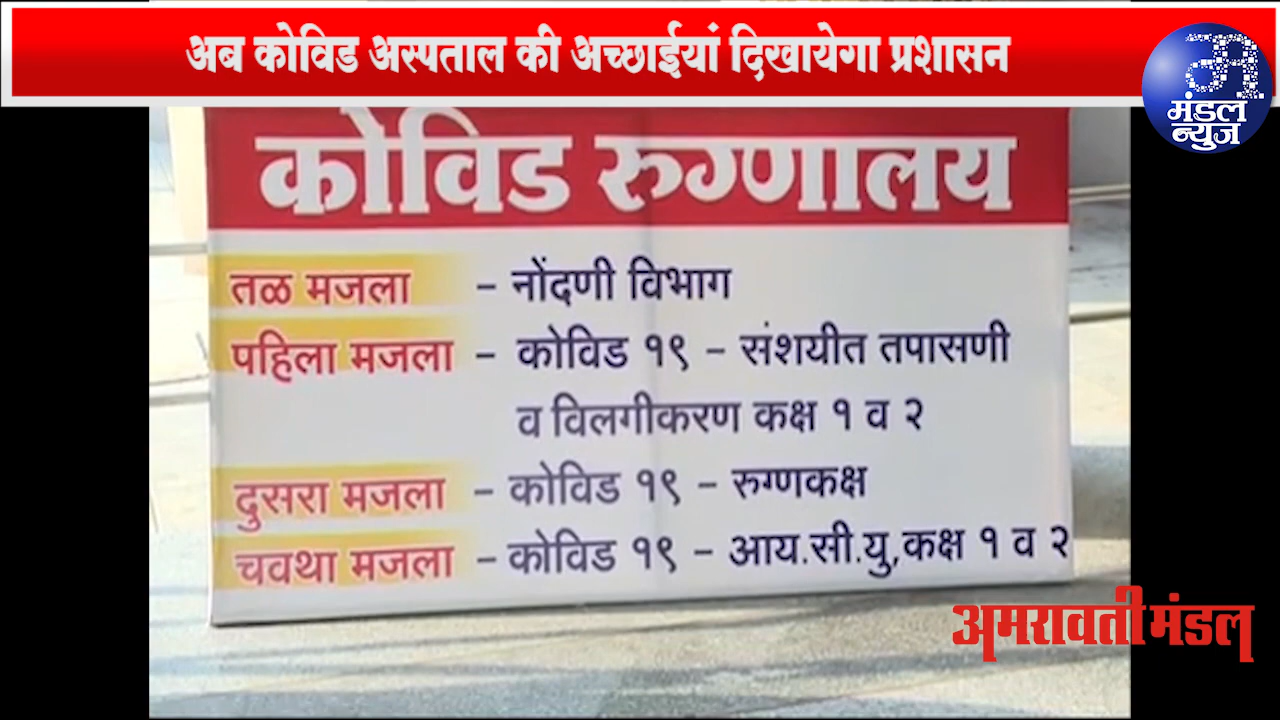 अब कोविड अस्पताल की अच्छाईयां दिखायेगा प्रशासन
मंडल
न्युज
कोविड रुग्णालय
तळ मजला - नोंदणी विभाग
पहिला मजला - कोविड १९ - संशयीत तपासणी
व विलगीकरण कक्ष १ व २
दुसरा मजला - कोविड १९ - रुग्णकक्ष
चवथा मजला - कोविड १९ - आय.सी.यु,कक्ष १ व २
अमरावती मंडल